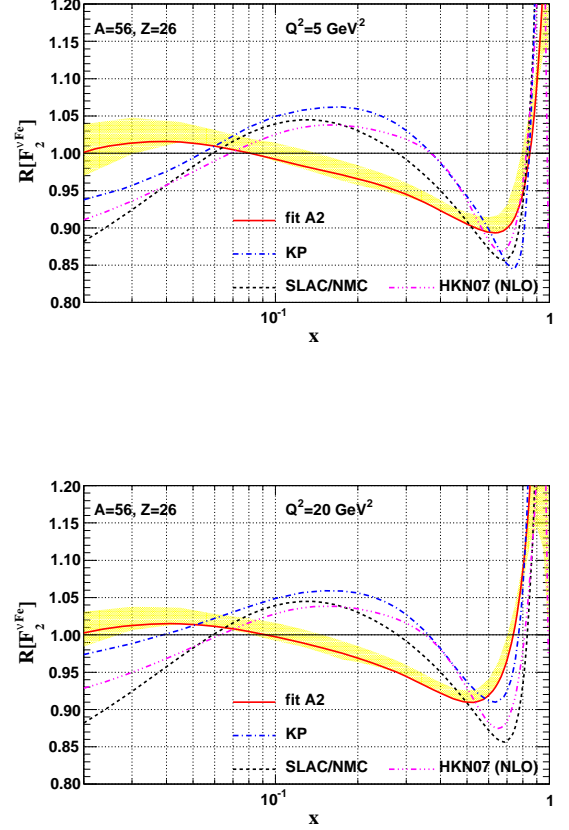 1.20
A=56, Z=26 Q²=5 GeV²
1.15
1.10
1.05
1.00
0.95
0.90
0.85
0.80
R[F₂^νFe]
fit A2
KP
SLAC/NMC HKN07 (NLO)
10⁻¹ 1
x
1.20
A=56, Z=26 Q²=20 GeV²
1.15
1.10
1.05
1.00
0.95
0.90
0.85
0.80
R[F₂^νFe]
fit A2
KP
SLAC/NMC HKN07 (NLO)
10⁻¹ 1
x